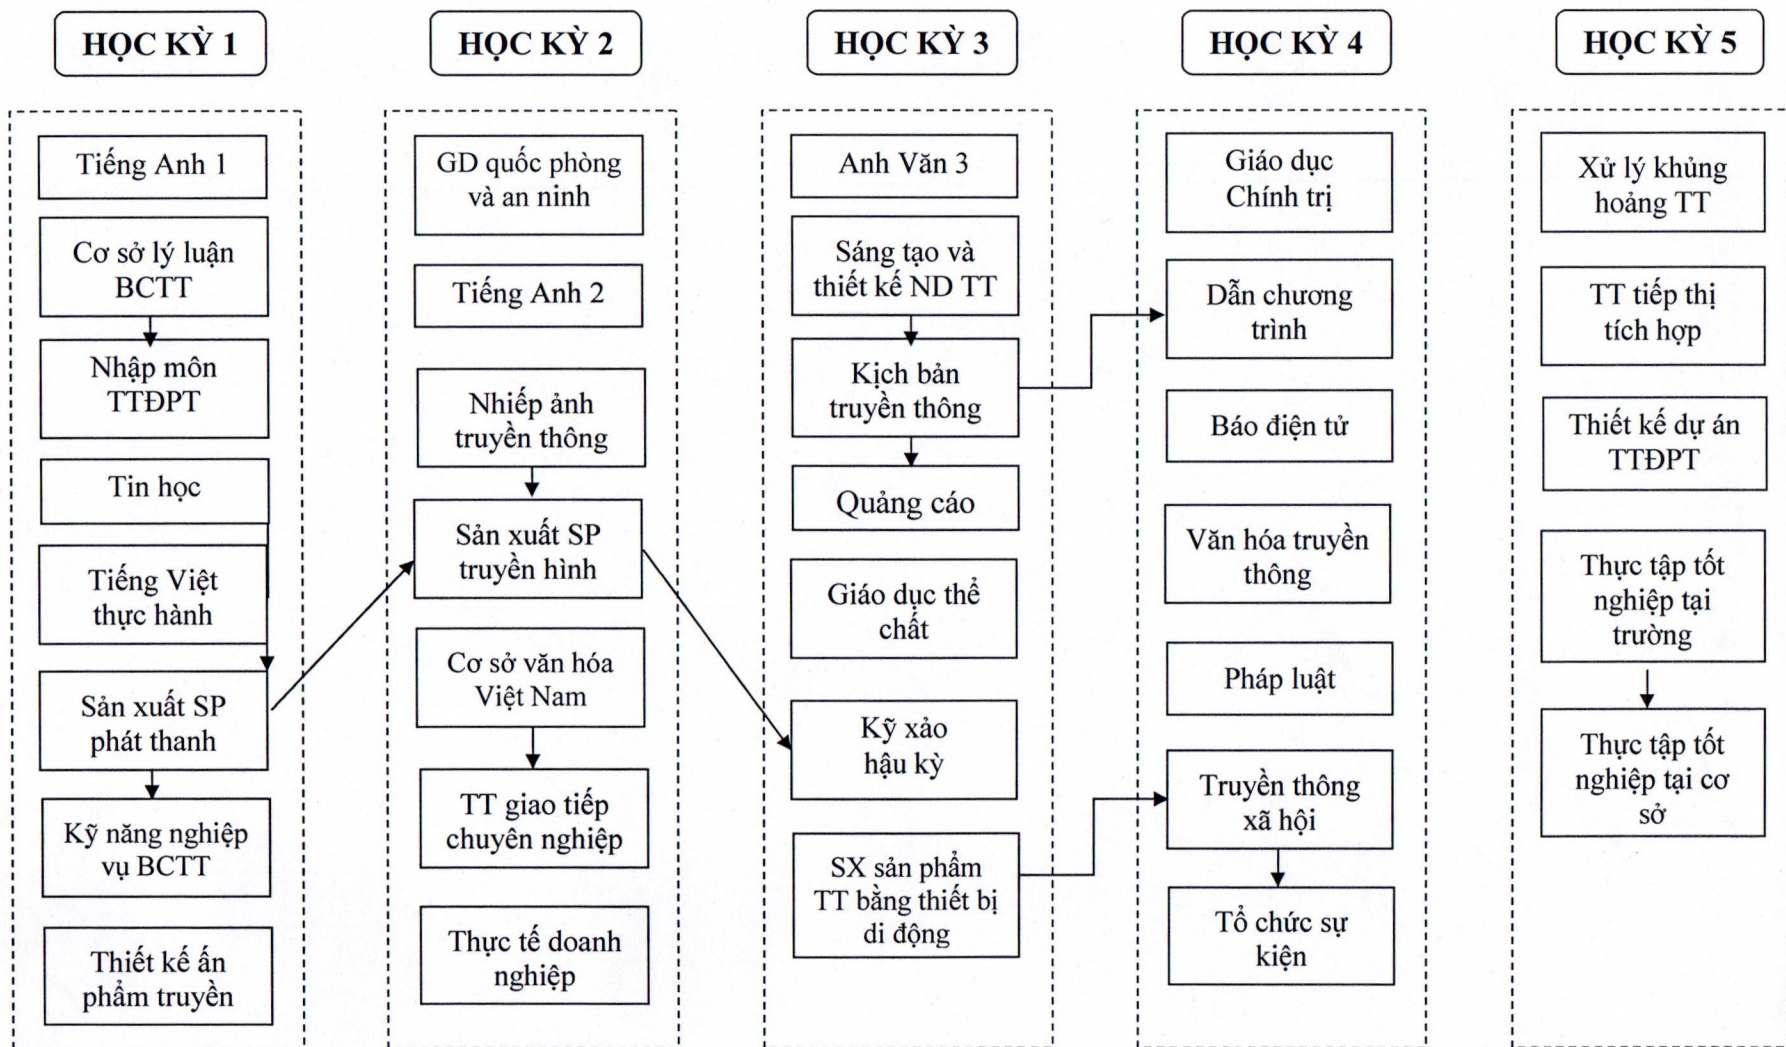 HỌC KỲ 1
HỌC KỲ 2
HỌC KỲ 3
HỌC KỲ 4
HỌC KỲ 5
Tiếng Anh 1
Cơ sở lý luận
BCTT
Nhập môn
TTĐPT
Tin học
Tiếng Việt
thực hành
Sản xuất SP
phát thanh
Kỹ năng nghiệp
vụ BCTT
Thiết kế ấn
phẩm truyền
GD quốc phòng
và an ninh
Tiếng Anh 2
Nhiếp ảnh
truyền thông
Sản xuất SP
truyền hình
Cơ sở văn hóa
Việt Nam
TT giao tiếp
chuyên nghiệp
Thực tế doanh
nghiệp
Anh Văn 3
Sáng tạo và
thiết kế ND TT
Kịch bản
truyền thông
Quảng cáo
Giáo dục thể
chất
Kỹ xảo
hậu kỳ
SX sản phẩm
TT bằng thiết bị
di động
Giáo dục
Chính trị
Dẫn chương
trình
Báo điện tử
Văn hóa truyền
thông
Pháp luật
Truyền thông
xã hội
Tổ chức sự
kiện
Xử lý khủng
hoảng TT
TT tiếp thị
tích hợp
Thiết kế dự án
TTĐPT
Thực tập tốt
nghiệp tại
trường
Thực tập tốt
nghiệp tại cơ
sở